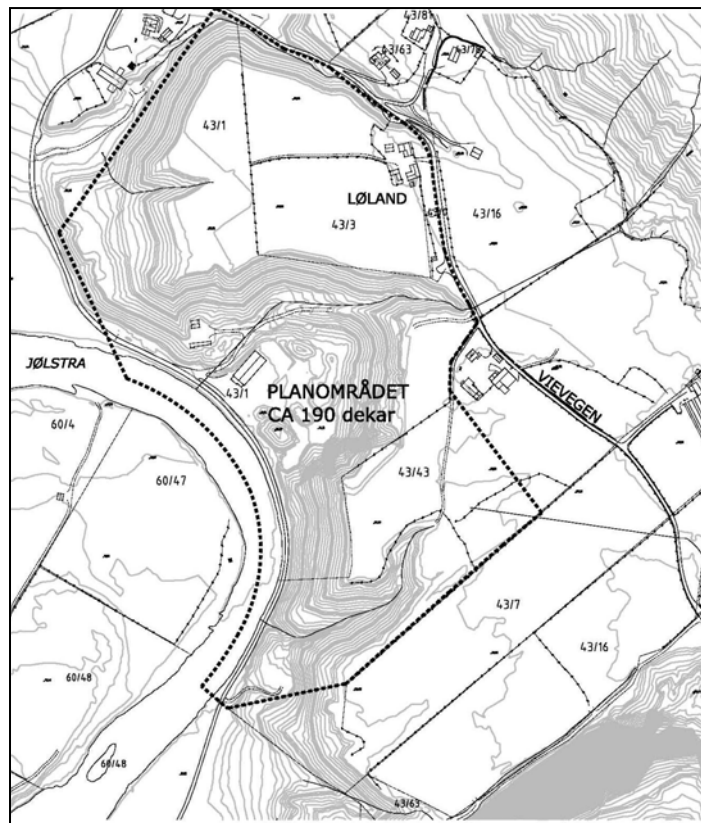 43/81
43/63
43/1
LØLAND
43/3
43/16
JØLSTRA
43/1
PLANOMRÅDET
CA 190 dekar
VIEVEGEN
60/4
60/47
43/43
43/7
43/16
60/48
60/48
43/63